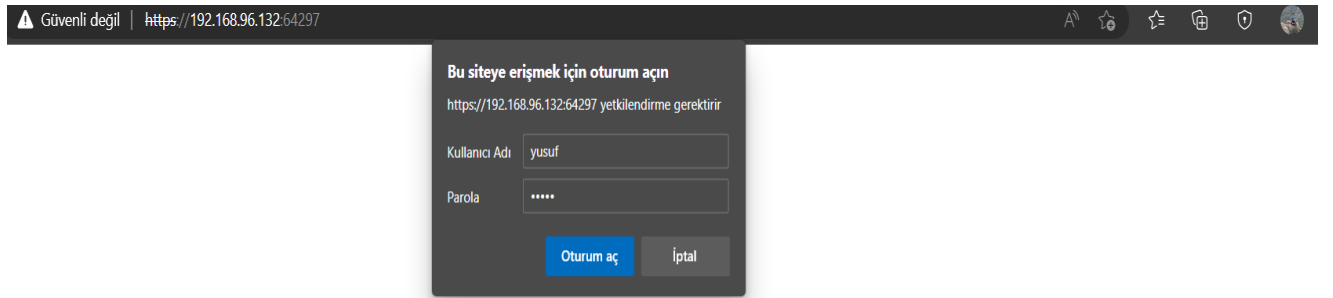 Güvenli değil | https://192.168.96.132:64297
Bu siteye erişmek için oturum açın
https://192.168.96.132:64297 yetkilendirme gerektirir
Kullanıcı Adı yusuf
Parola •••••
Oturum aç İptal